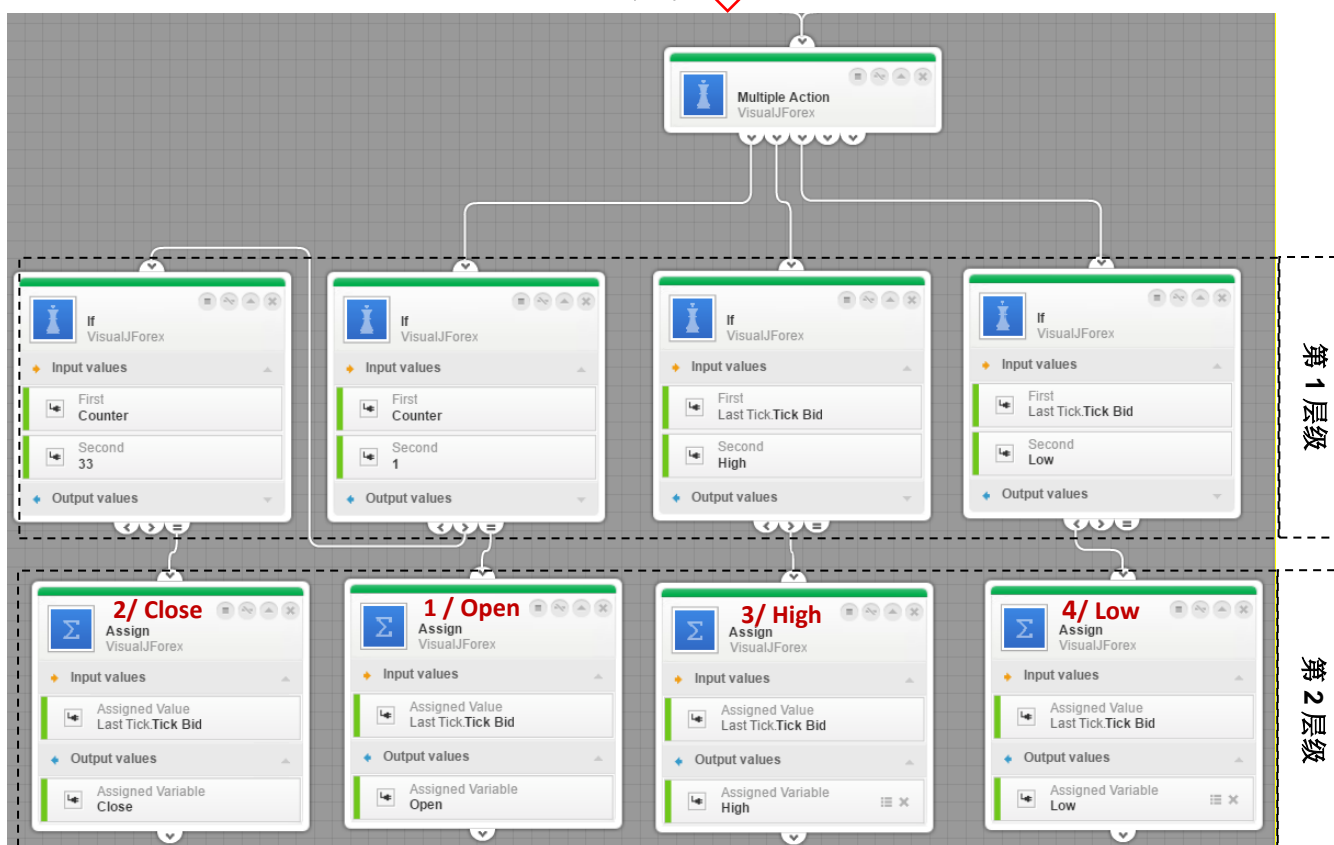 Multiple Action
VisualJForex
If
VisualJForex
Input values
First
Counter
Second
33
Output values
If
VisualJForex
Input values
First
Counter
Second
1
Output values
If
VisualJForex
Input values
First
Last Tick.Tick Bid
Second
High
Output values
If
VisualJForex
Input values
First
Last Tick.Tick Bid
Second
Low
Output values
第 1 层级
2/ Close
Assign
VisualJForex
Input values
Assigned Value
Last Tick.Tick Bid
Output values
Assigned Variable
Close
1 / Open
Assign
VisualJForex
Input values
Assigned Value
Last Tick.Tick Bid
Output values
Assigned Variable
Open
3/ High
Assign
VisualJForex
Input values
Assigned Value
Last Tick.Tick Bid
Output values
Assigned Variable
High
4/ Low
Assign
VisualJForex
Input values
Assigned Value
Last Tick.Tick Bid
Output values
Assigned Variable
Low
第 2 层级